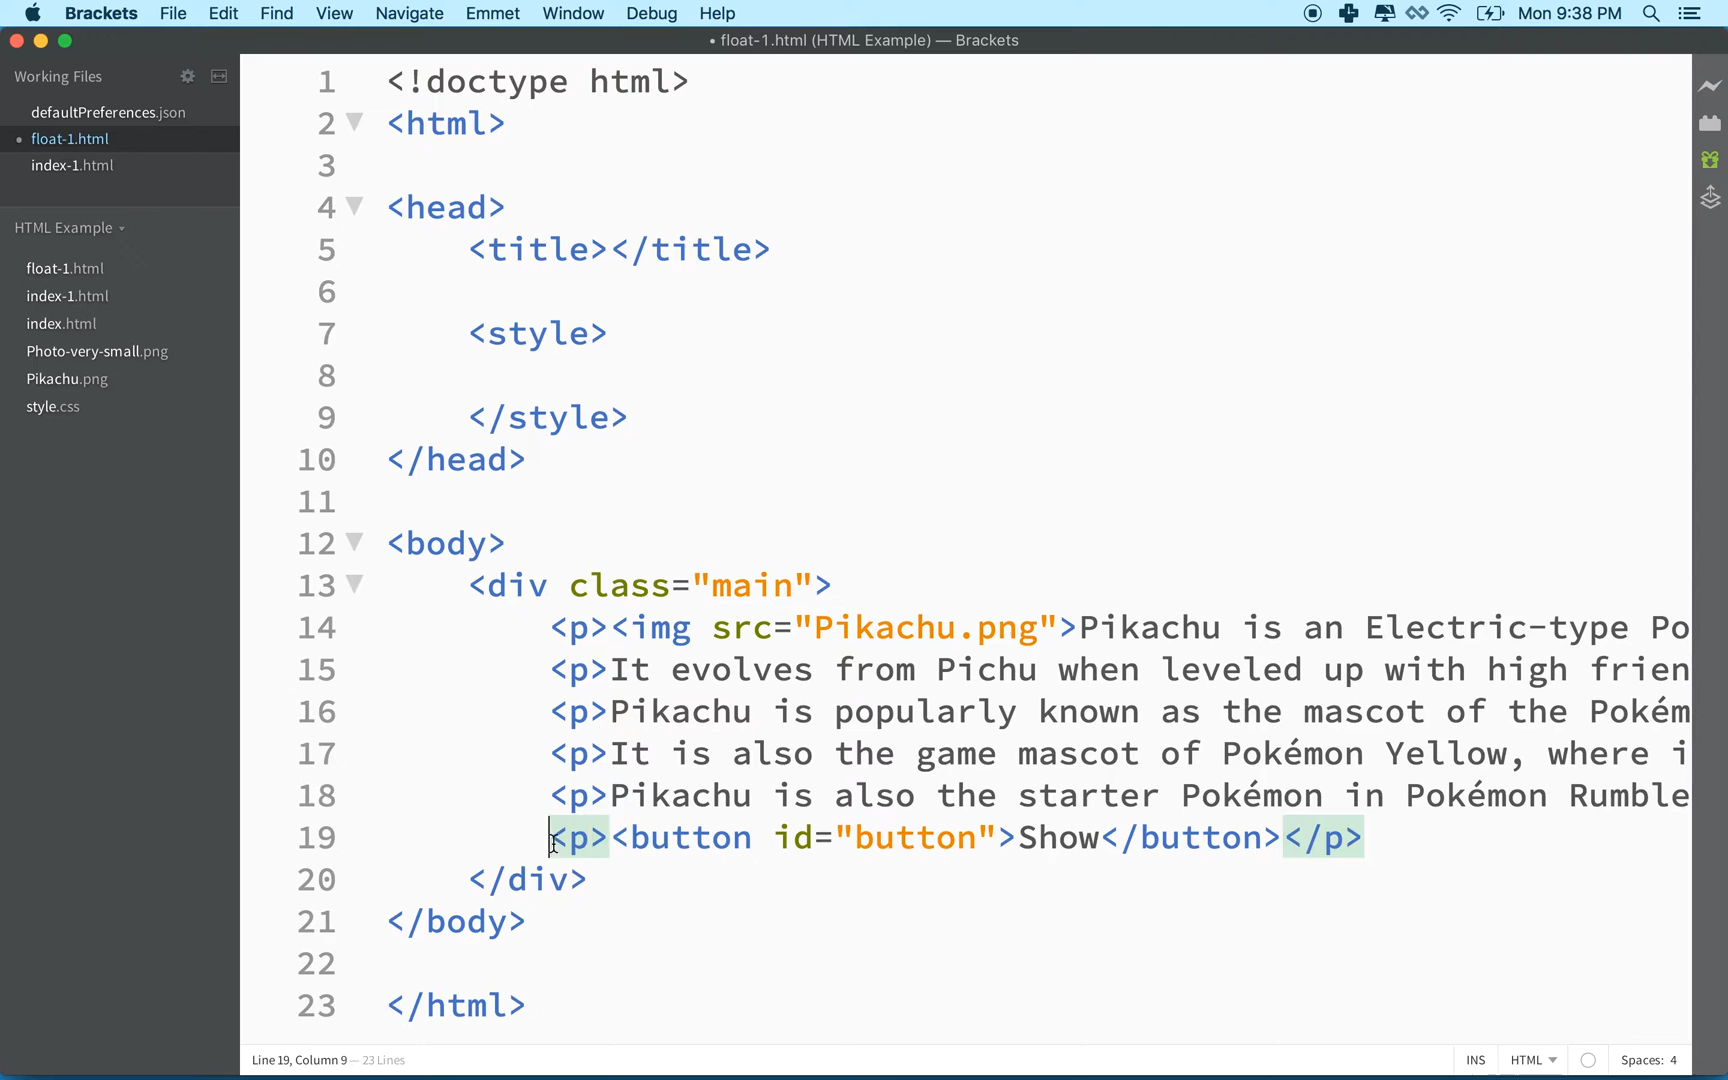 Brackets File Edit Find View Navigate Emmet Window Debug Help Mon 9:38 PM
• float-1.html (HTML Example) — Brackets
Working Files
defaultPreferences.json
• float-1.html
index-1.html
HTML Example
float-1.html
index-1.html
index.html
Photo-very-small.png
Pikachu.png
style.css
1 <!doctype html>
2 <html>
3
4 <head>
5 <title></title>
6
7 <style>
8
9 </style>
10 </head>
11
12 <body>
13 <div class="main">
14 <p><img src="Pikachu.png">Pikachu is an Electric-type Po
15 <p>It evolves from Pichu when leveled up with high frien
16 <p>Pikachu is popularly known as the mascot of the Pokém
17 <p>It is also the game mascot of Pokémon Yellow, where i
18 <p>Pikachu is also the starter Pokémon in Pokémon Rumble
19 <p><button id="button">Show</button></p>
20 </div>
21 </body>
22
23 </html>
Line 19, Column 9 — 23 Lines INS HTML Spaces: 4